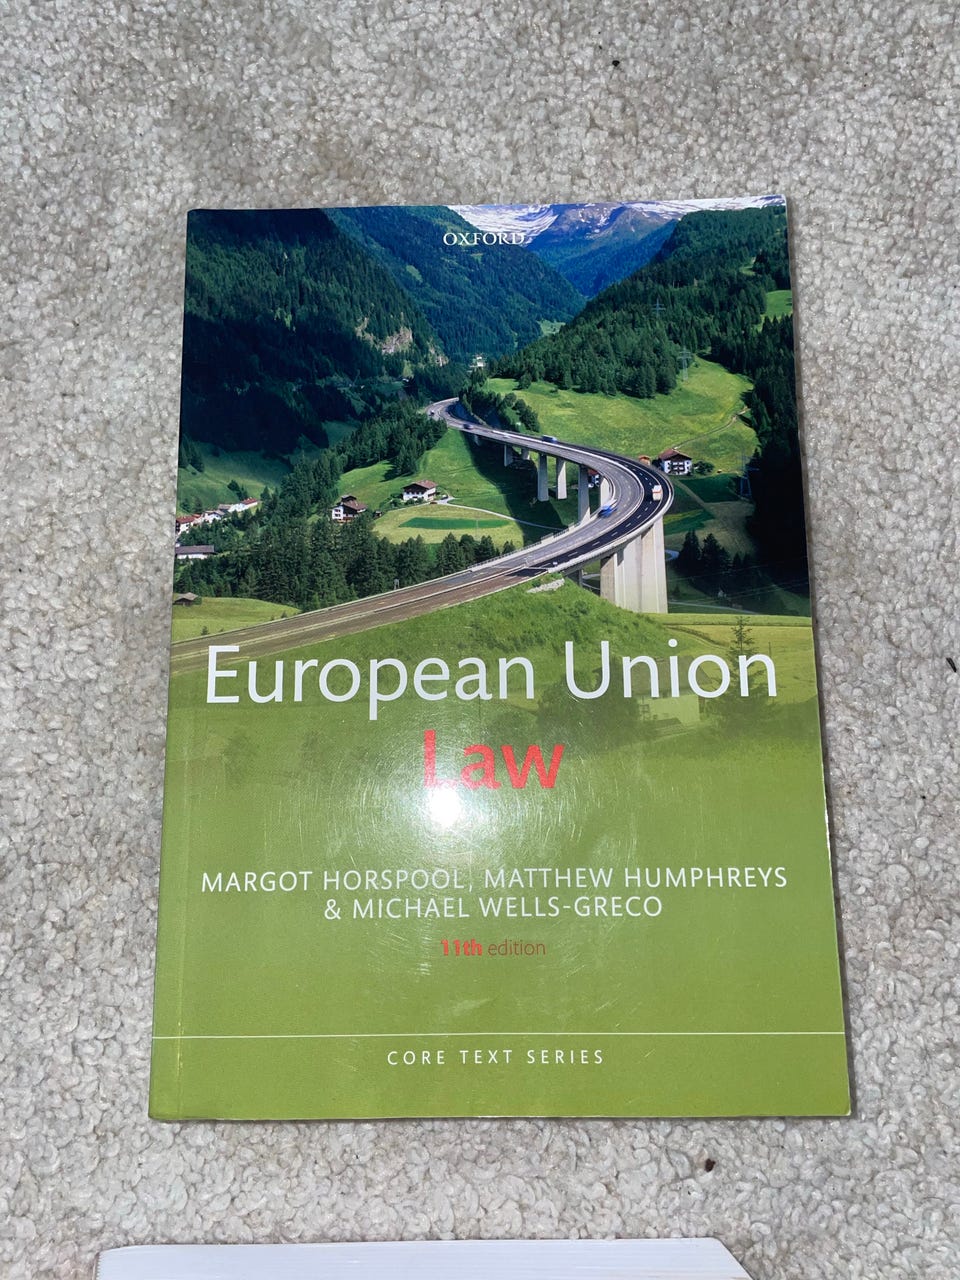 OXFORD
European Union
Law
MARGOT HORSPOOL, MATTHEW HUMPHREYS
& MICHAEL WELLS-GRECO
11th edition
CORE TEXT SERIES